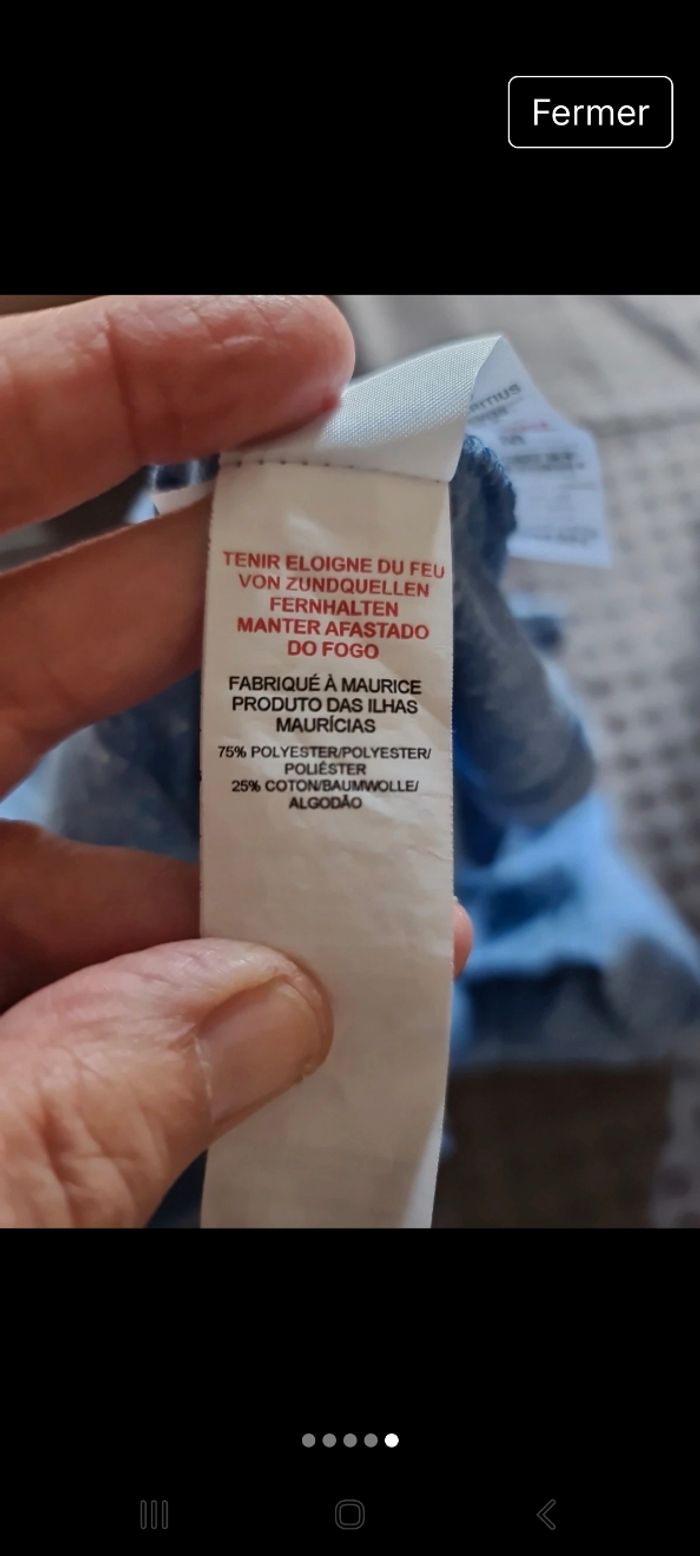 Fermer
TENIR ELOIGNE DU FEU
VON ZUNDQUELLEN
FERNHALTEN
MANTER AFASTADO
DO FOGO
FABRIQUÉ À MAURICE
PRODUTO DAS ILHAS
MAURÍCIAS
75% POLYESTER/POLYESTER/
POLIÉSTER
25% COTON/BAUMWOLLE/
ALGODÃO